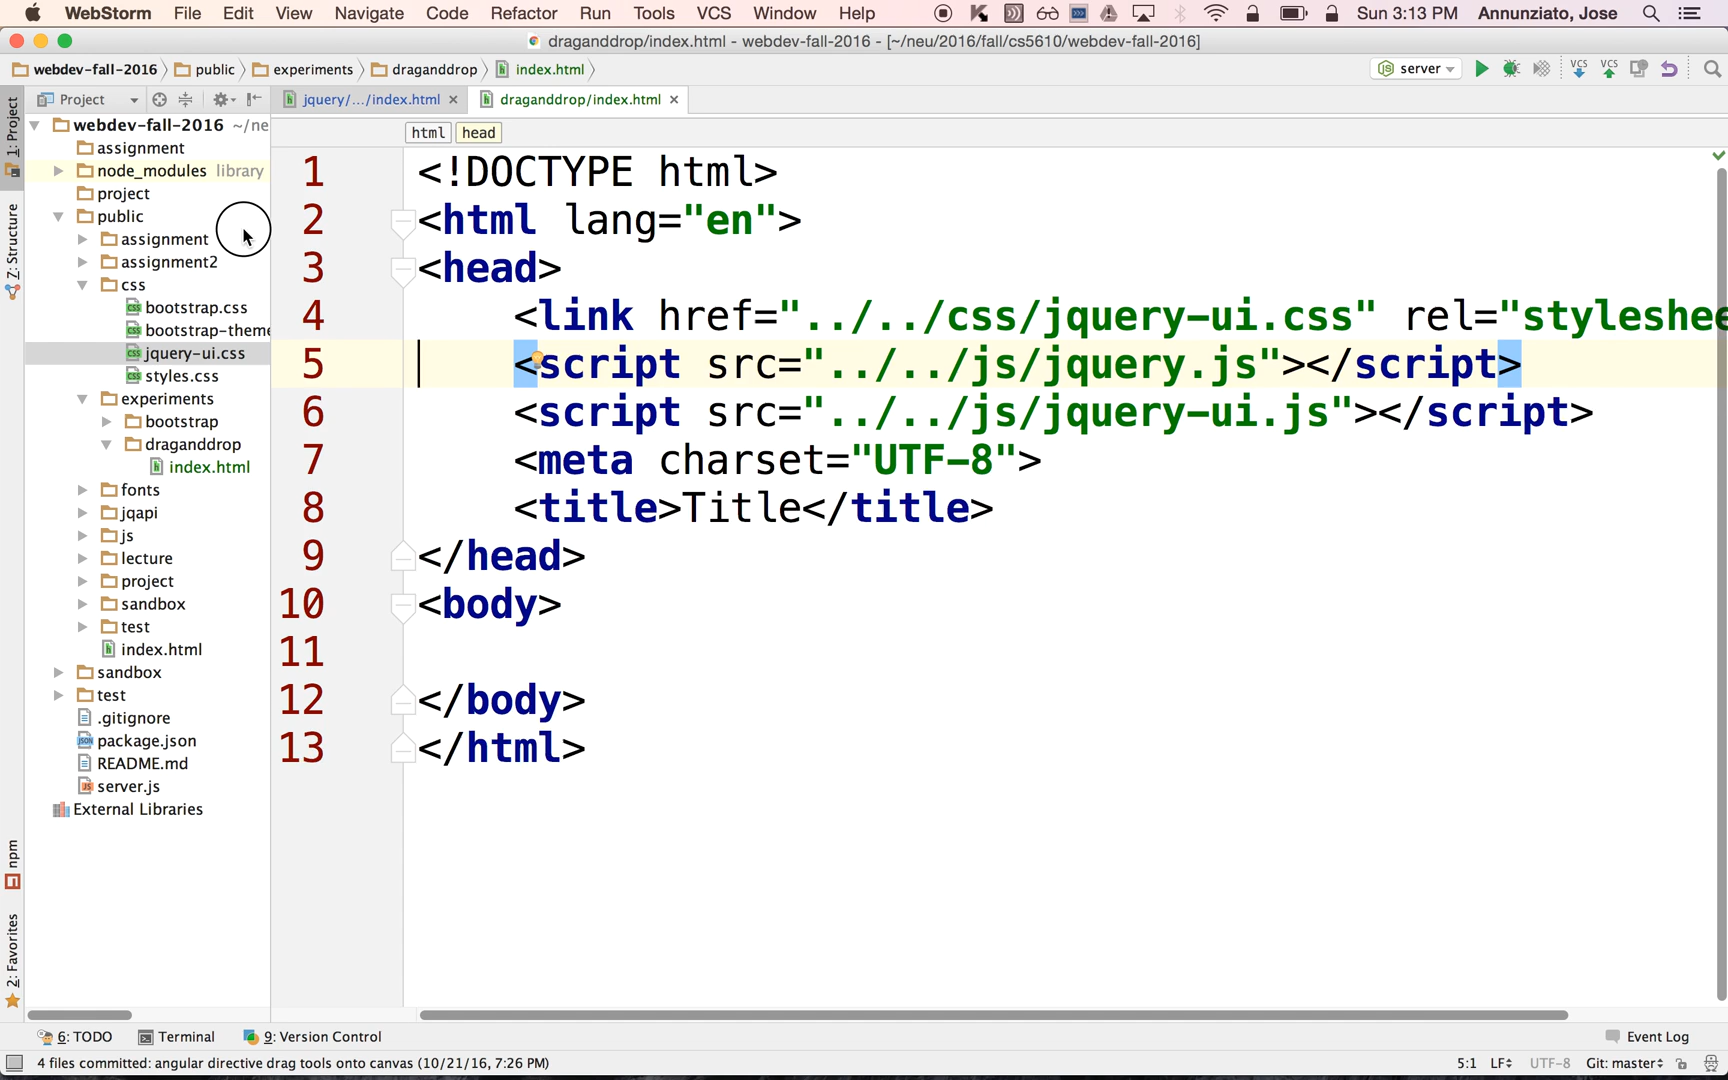 WebStorm File Edit View Navigate Code Refactor Run Tools VCS Window Help Sun 3:13 PM Annunziato, Jose
draganddrop/index.html - webdev-fall-2016 - [~/neu/2016/fall/cs5610/webdev-fall-2016]
webdev-fall-2016 public experiments draganddrop index.html server VCS VCS
Project jquery/.../index.html draganddrop/index.html
html head
1: Project
Z: Structure
npm
2: Favorites
webdev-fall-2016 ~/ne
assignment
node_modules library
project
public
assignment
assignment2
css
bootstrap.css
bootstrap-theme
jquery-ui.css
styles.css
experiments
bootstrap
draganddrop
index.html
fonts
jqapi
js
lecture
project
sandbox
test
index.html
sandbox
test
.gitignore
package.json
README.md
server.js
External Libraries
1 <!DOCTYPE html>
2 <html lang="en">
3 <head>
4 <link href="../../css/jquery-ui.css" rel="styleshee
5 <script src="../../js/jquery.js"></script>
6 <script src="../../js/jquery-ui.js"></script>
7 <meta charset="UTF-8">
8 <title>Title</title>
9 </head>
10 <body>
11
12 </body>
13 </html>
6: TODO Terminal 9: Version Control Event Log
4 files committed: angular directive drag tools onto canvas (10/21/16, 7:26 PM) 5:1 LF UTF-8 Git: master